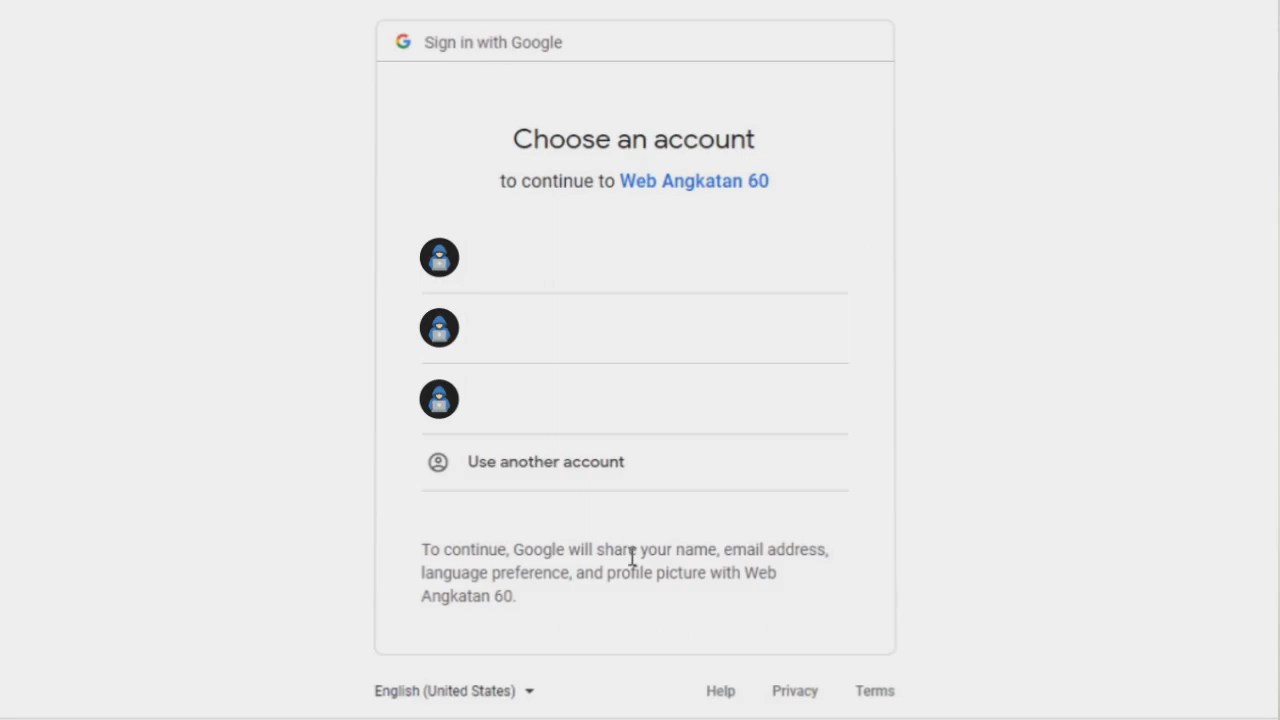 Sign in with Google
Choose an account
to continue to Web Angkatan 60
Use another account
To continue, Google will share your name, email address,
language preference, and profile picture with Web
Angkatan 60.
English (United States)
Help
Privacy
Terms